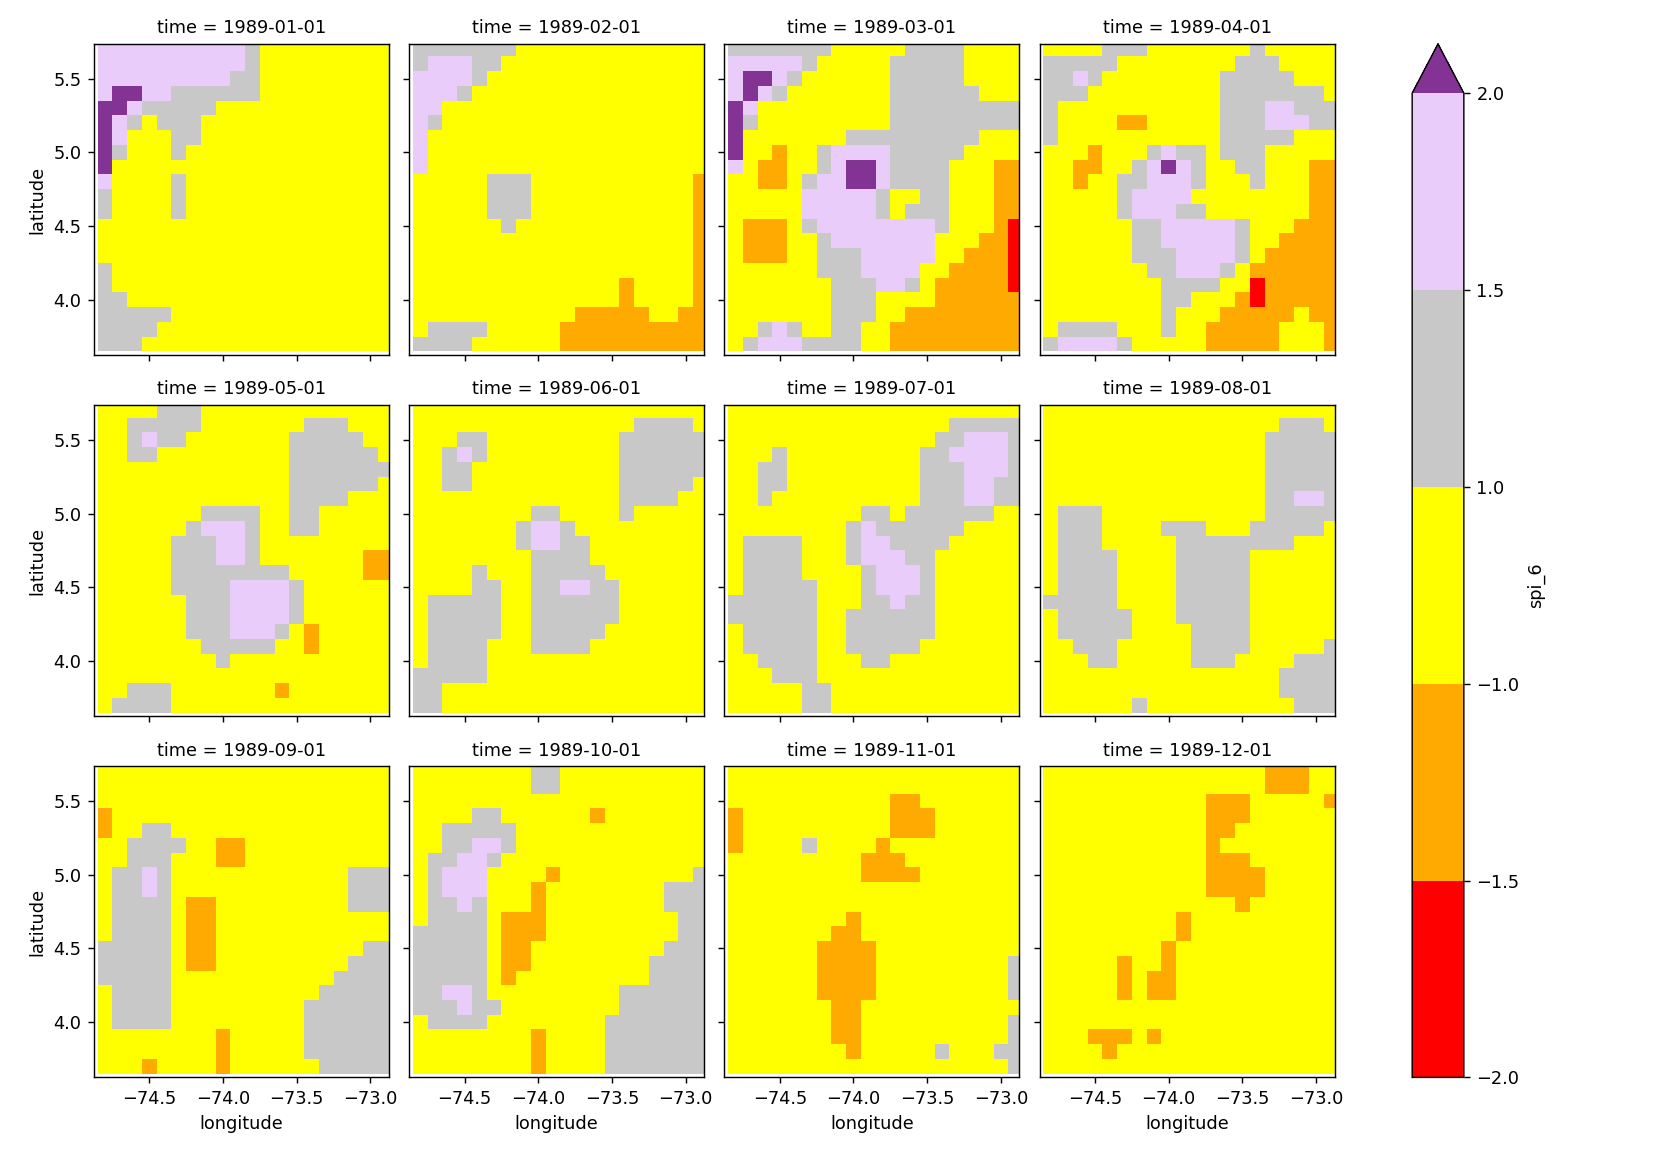 time = 1989-01-01
time = 1989-02-01
time = 1989-03-01
time = 1989-04-01
latitude
5.5
5.0
4.5
4.0
time = 1989-05-01
time = 1989-06-01
time = 1989-07-01
time = 1989-08-01
latitude
5.5
5.0
4.5
4.0
time = 1989-09-01
time = 1989-10-01
time = 1989-11-01
time = 1989-12-01
latitude
5.5
5.0
4.5
4.0
−74.5 −74.0 −73.5 −73.0
longitude
−74.5 −74.0 −73.5 −73.0
longitude
−74.5 −74.0 −73.5 −73.0
longitude
−74.5 −74.0 −73.5 −73.0
longitude
2.0
1.5
1.0
−1.0
−1.5
−2.0
spi_6